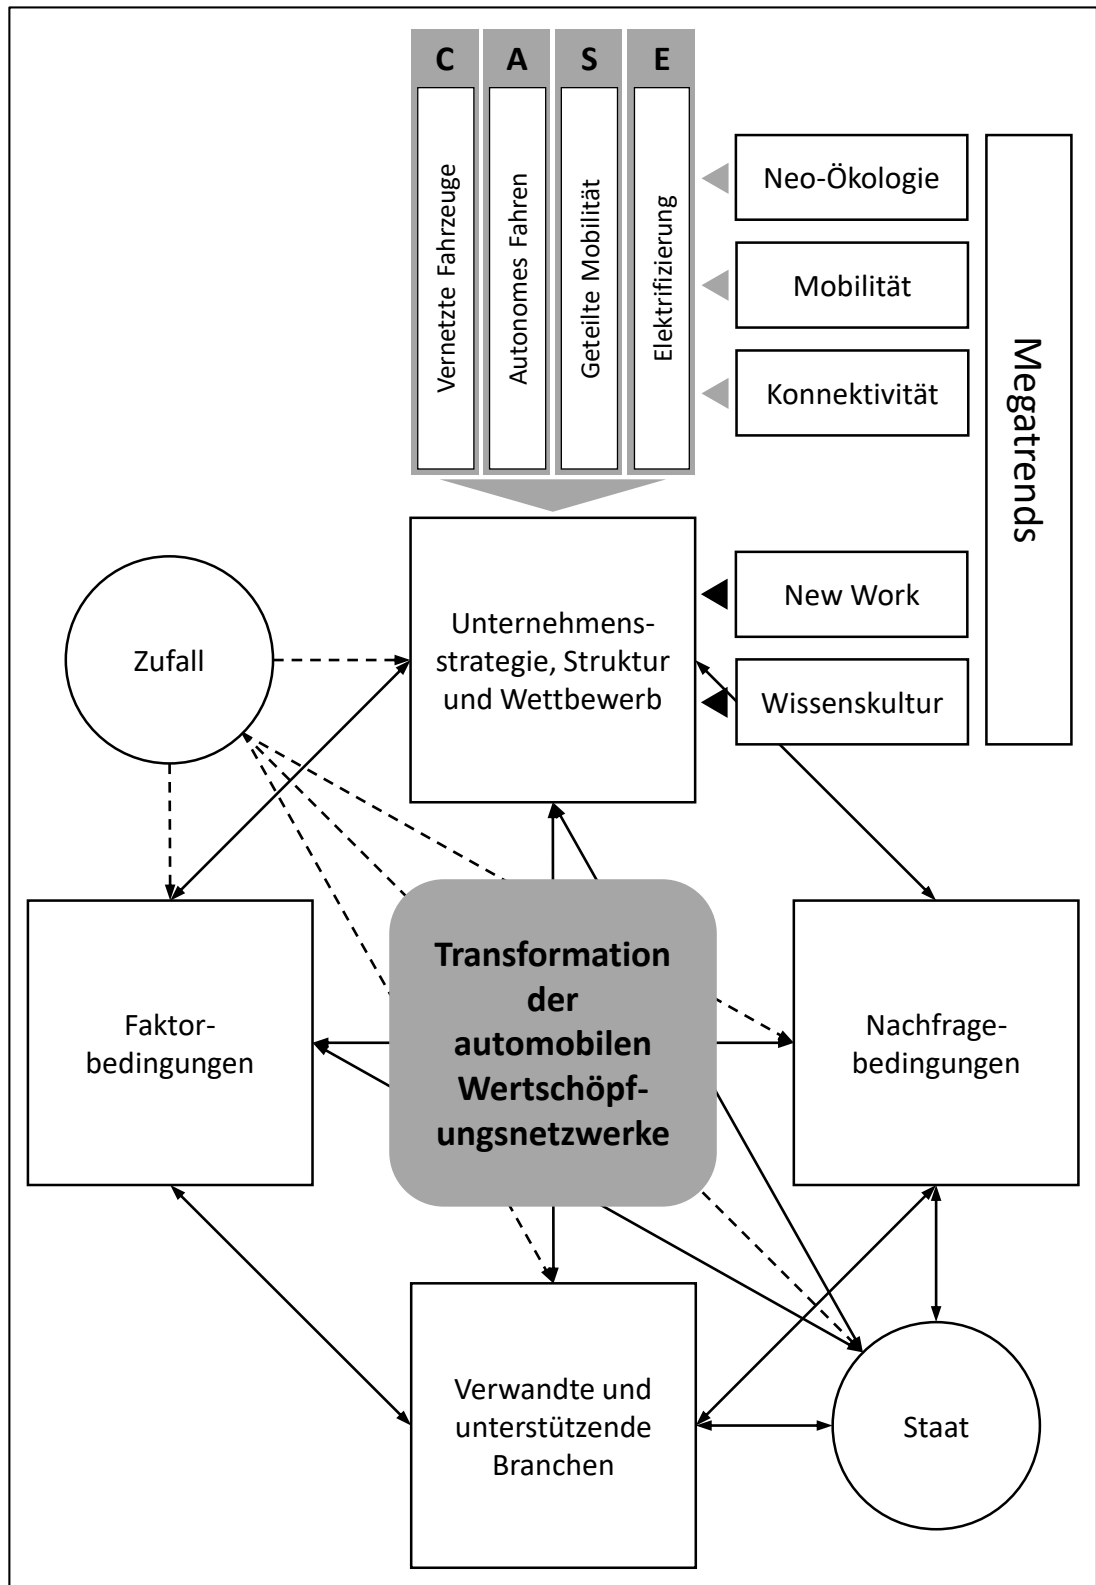 C A S E
Vernetzte Fahrzeuge
Autonomes Fahren
Geteilte Mobilität
Elektrifizierung
Neo-Ökologie
Mobilität
Konnektivität
New Work
Wissenskultur
Megatrends
Zufall
Unternehmens-
strategie, Struktur
und Wettbewerb
Faktor-
bedingungen
Transformation
der
automobilen
Wertschöpf-
ungsnetzwerke
Nachfrage-
bedingungen
Verwandte und
unterstützende
Branchen
Staat